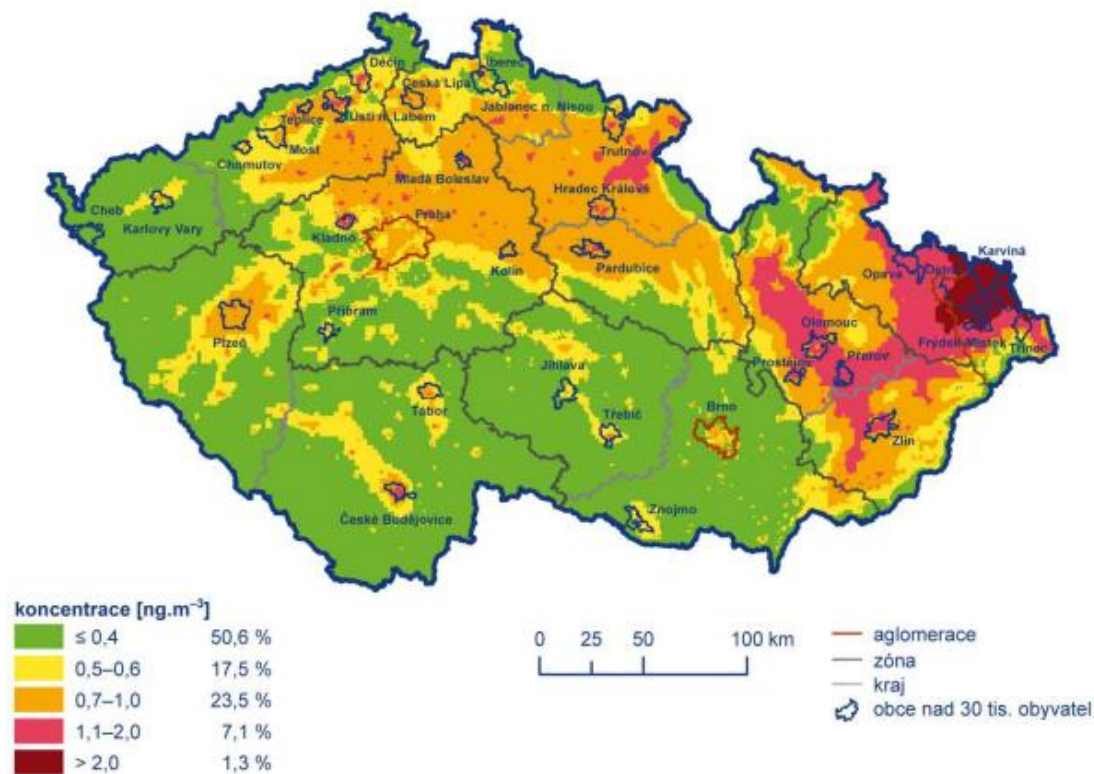 Děčín
Iberec
Česká Lípa
Jablonec n. Nisou
Teplice
Ústí n. Labem
Most
Trutnov
Chomutov
Mladá Boleslav
Hradec Králové
Cheb
Karlovy Vary
Praha
Kladno
Kolín
Pardubice
Karviná
Opava
Ostr
Příbram
Plzeň
Olomouc
Frýdek-Místek
Třinec
Prostějov
Přerov
Jihlava
Tábor
Třebíč
Brno
Zlín
České Budějovice
Znojmo
koncentrace [ng.m⁻³]
≤ 0,4 50,6 %
0,5–0,6 17,5 %
0,7–1,0 23,5 %
1,1–2,0 7,1 %
> 2,0 1,3 %
0 25 50 100 km
aglomerace
zóna
kraj
obce nad 30 tis. obyvatel